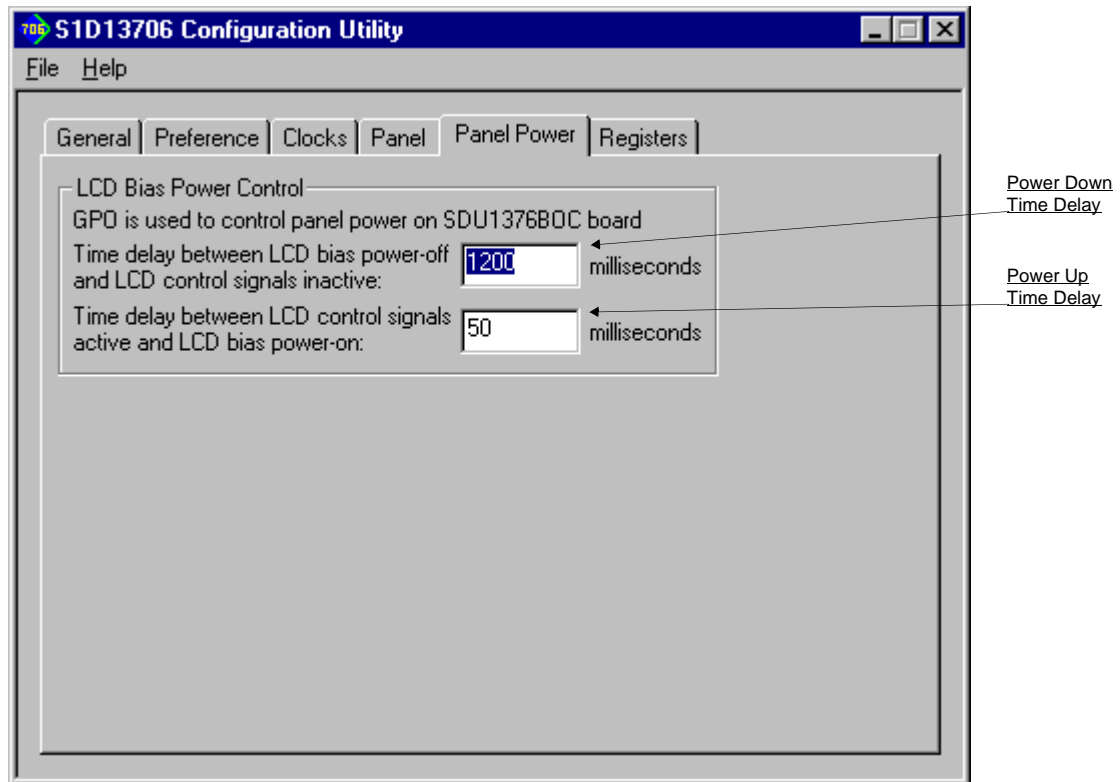 706 S1D13706 Configuration Utility
File Help
General Preference Clocks Panel Panel Power Registers
LCD Bias Power Control
GPO is used to control panel power on SDU1376BOC board
Time delay between LCD bias power-off
and LCD control signals inactive:
1200
milliseconds
Time delay between LCD control signals
active and LCD bias power-on:
50
milliseconds
Power Down
Time Delay
Power Up
Time Delay